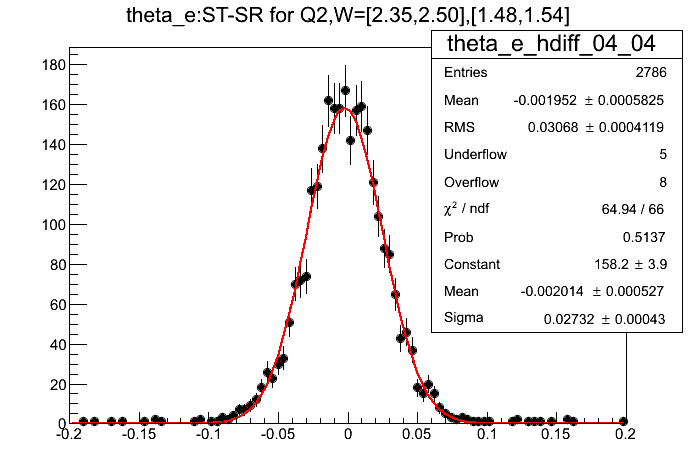 theta_e:ST-SR for Q2,W=[2.35,2.50],[1.48,1.54]
theta_e_hdiff_04_04
Entries 2786
Mean -0.001952 ± 0.0005825
RMS 0.03068 ± 0.0004119
Underflow 5
Overflow 8
χ² / ndf 64.94 / 66
Prob 0.5137
Constant 158.2 ± 3.9
Mean -0.002014 ± 0.000527
Sigma 0.02732 ± 0.00043
180
160
140
120
100
80
60
40
20
0
-0.2 -0.15 -0.1 -0.05 0 0.05 0.1 0.15 0.2